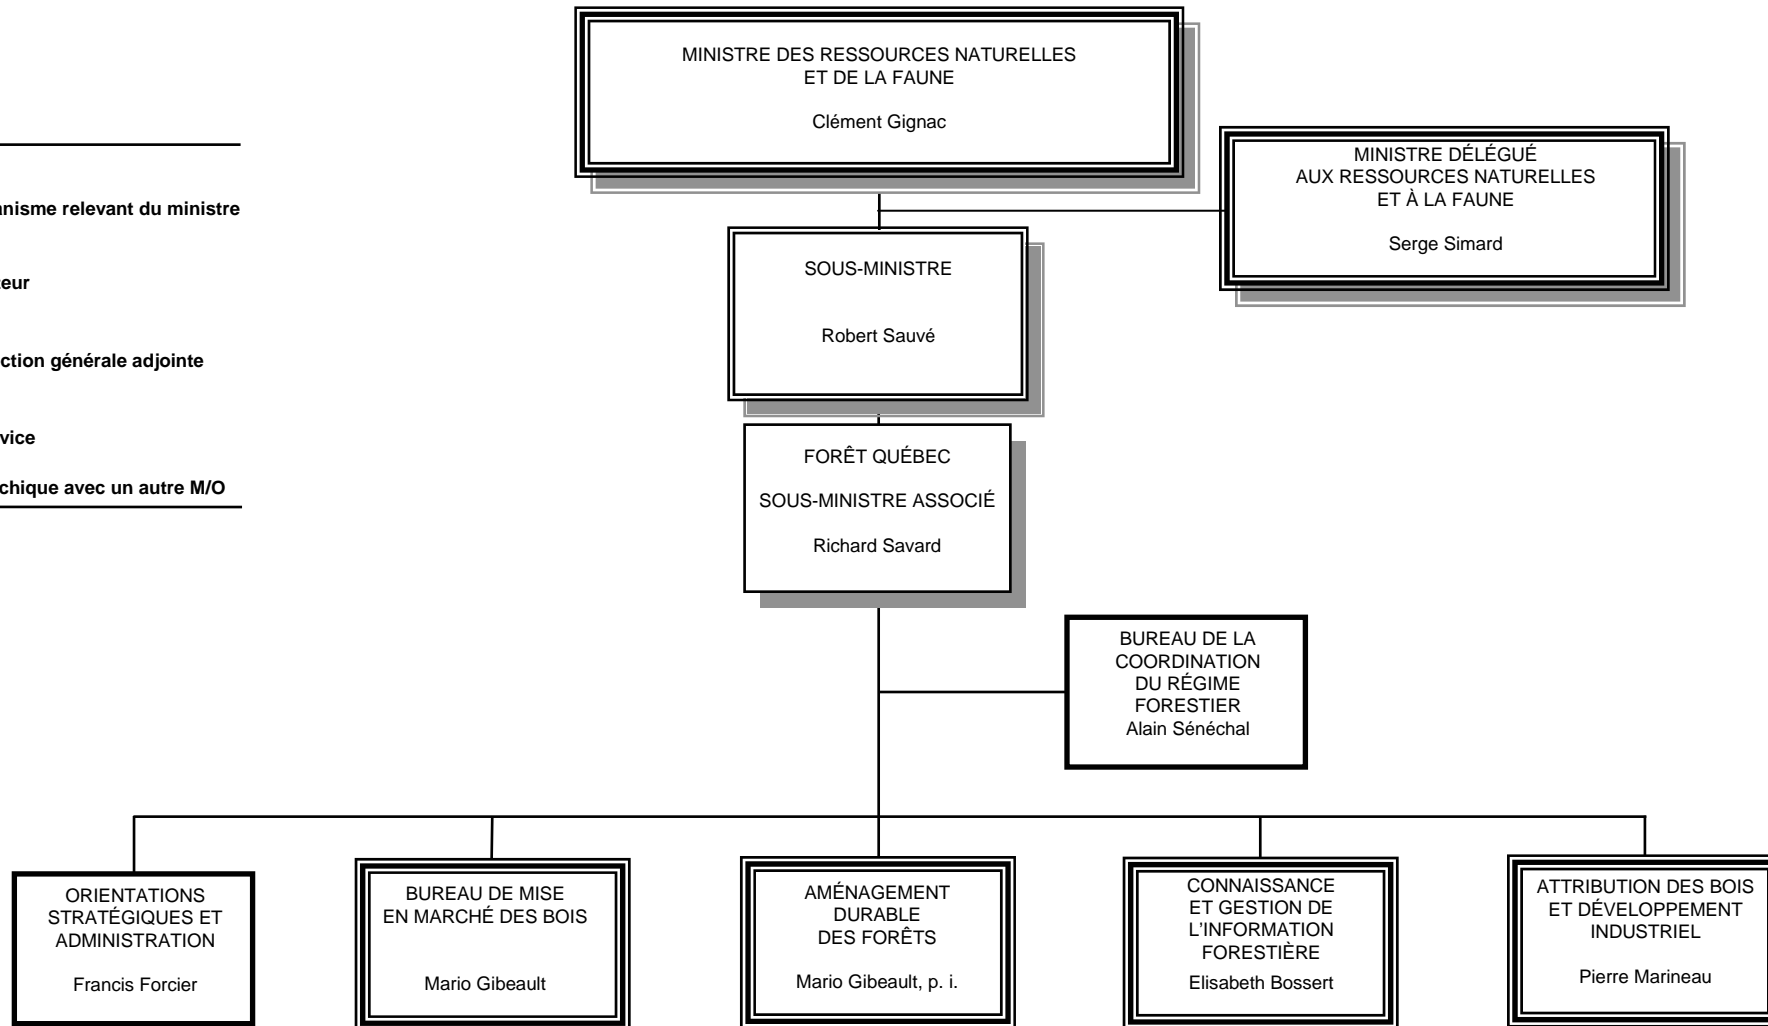 MINISTRE DES RESSOURCES NATURELLES
ET DE LA FAUNE
Clément Gignac
MINISTRE DÉLÉGUÉ
AUX RESSOURCES NATURELLES
ET À LA FAUNE
Serge Simard
anisme relevant du ministre
teur
ction générale adjointe
vice
chique avec un autre M/O
SOUS-MINISTRE
Robert Sauvé
FORÊT QUÉBEC
SOUS-MINISTRE ASSOCIÉ
Richard Savard
BUREAU DE LA
COORDINATION
DU RÉGIME
FORESTIER
Alain Sénéchal
ORIENTATIONS
STRATÉGIQUES ET
ADMINISTRATION
Francis Forcier
BUREAU DE MISE
EN MARCHÉ DES BOIS
Mario Gibeault
AMÉNAGEMENT
DURABLE
DES FORÊTS
Mario Gibeault, p. i.
CONNAISSANCE
ET GESTION DE
L'INFORMATION
FORESTIÈRE
Elisabeth Bossert
ATTRIBUTION DES BOIS
ET DÉVELOPPEMENT
INDUSTRIEL
Pierre Marineau